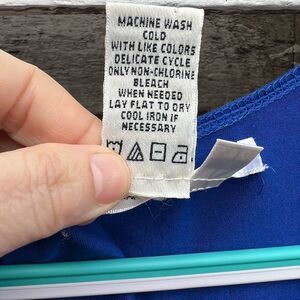 MACHINE WASH
COLD
WITH LIKE COLORS
DELICATE CYCLE
ONLY NON-CHLORINE
BLEACH
WHEN NEEDED
LAY FLAT TO DRY
COOL IRON IF
NECESSARY